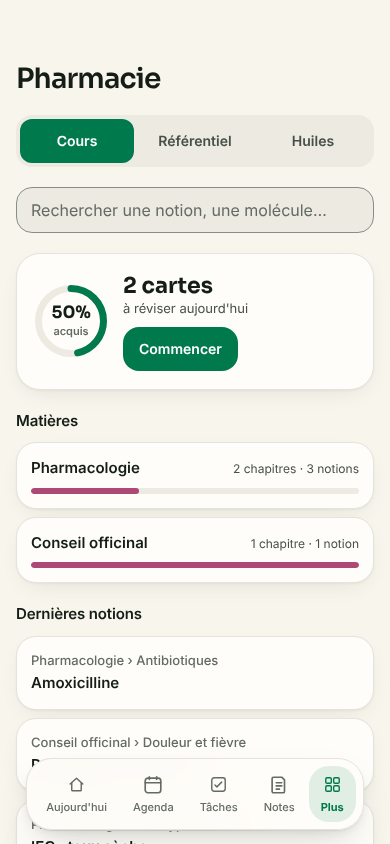 Pharmacie
Cours
Référentiel
Huiles
Rechercher une notion, une molécule...
50%
acquis
2 cartes
à réviser aujourd'hui
Commencer
Matières
Pharmacologie
2 chapitres · 3 notions
Conseil officinal
1 chapitre · 1 notion
Dernières notions
Pharmacologie › Antibiotiques
Amoxicilline
Conseil officinal › Douleur et fièvre
Aujourd'hui
Agenda
Tâches
Notes
Plus